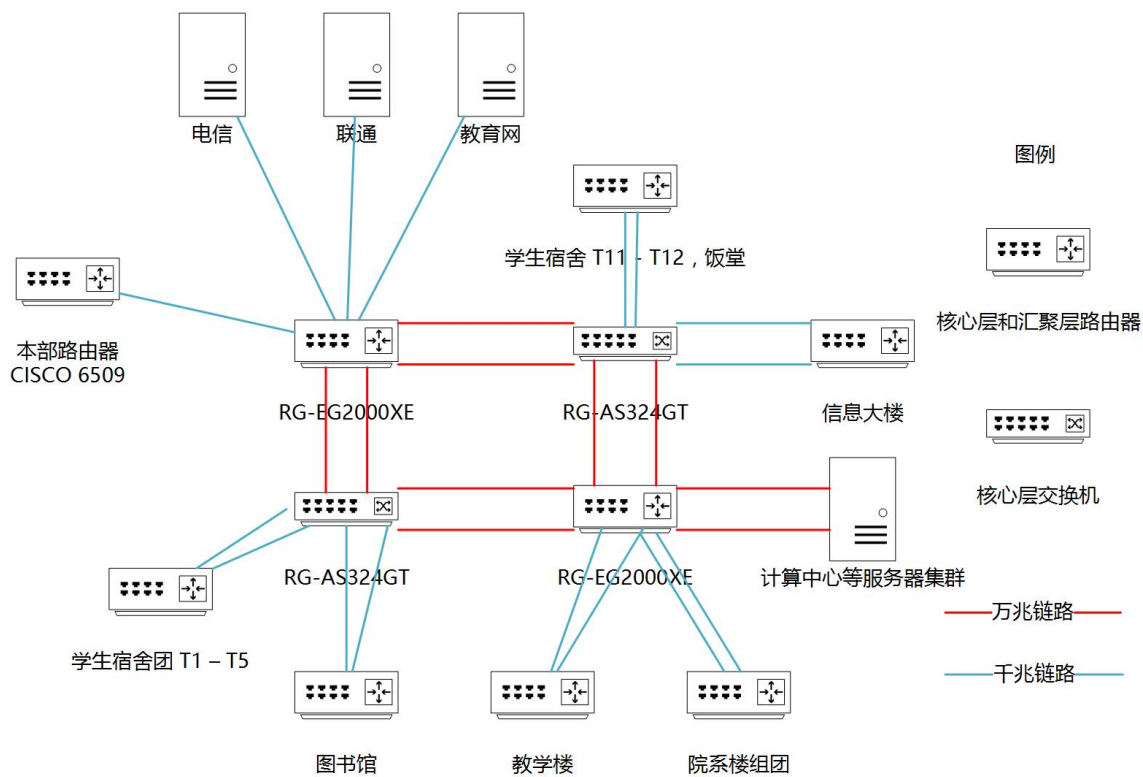 电信
联通
教育网
图例
学生宿舍 T11 - T12，饭堂
核心层和汇聚层路由器
本部路由器
CISCO 6509
RG-EG2000XE
RG-AS324GT
信息大楼
核心层交换机
RG-AS324GT
RG-EG2000XE
计算中心等服务器集群
万兆链路
学生宿舍团 T1 – T5
千兆链路
图书馆
教学楼
院系楼组团